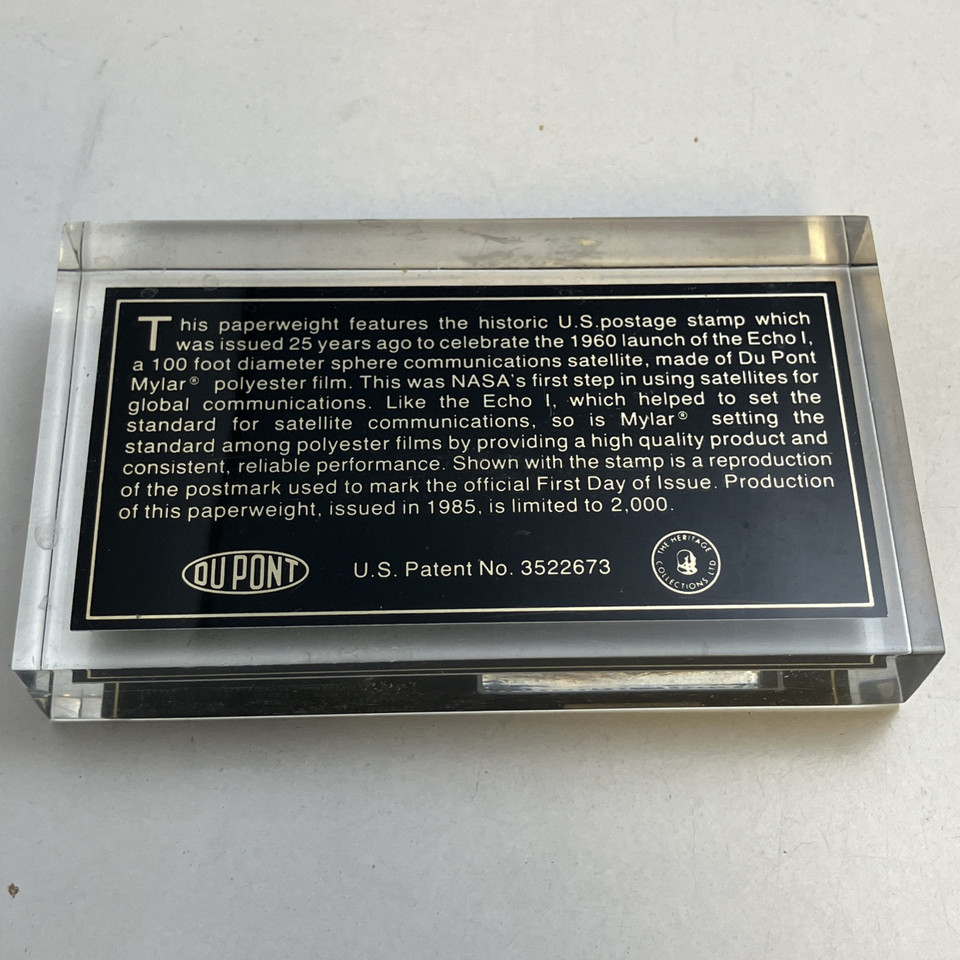 This paperweight features the historic U.S.postage stamp which
was issued 25 years ago to celebrate the 1960 launch of the Echo I,
a 100 foot diameter sphere communications satellite, made of Du Pont
Mylar® polyester film. This was NASA's first step in using satellites for
global communications. Like the Echo I, which helped to set the
standard for satellite communications, so is Mylar® setting the
standard among polyester films by providing a high quality product and
consistent, reliable performance. Shown with the stamp is a reproduction
of the postmark used to mark the official First Day of Issue. Production
of this paperweight, issued in 1985, is limited to 2,000.
DU PONT
U.S. Patent No. 3522673
THE HERITAGE COLLECTIONS LTD